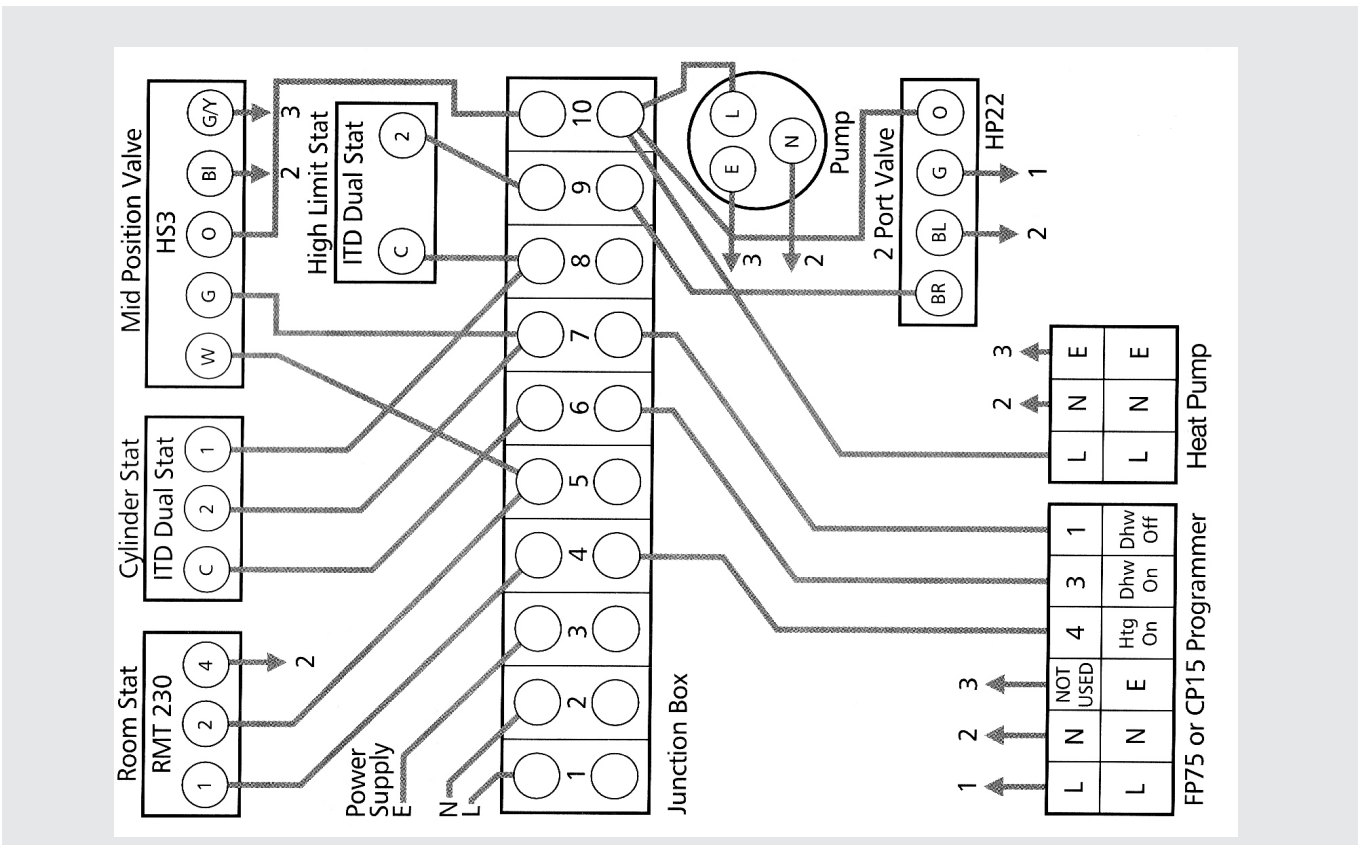 Room Stat
RMT 230
1
2
4
2
Cylinder Stat
ITD Dual Stat
C
2
1
Mid Position Valve
HS3
W
G
O
Bl
G/Y
2
3
High Limit Stat
ITD Dual Stat
C
2
Power
Supply
E
N
L
1
2
3
4
5
6
7
8
9
10
Junction Box
Pump
E
L
N
3
2
2 Port Valve
HP22
BR
BL
G
O
2
1
Heat Pump
3
2
L
N
E
L
N
E
FP75 or CP15 Programmer
1
2
3
L
N
NOT
USED
4
3
1
L
N
E
Htg
On
Dhw
On
Dhw
Off